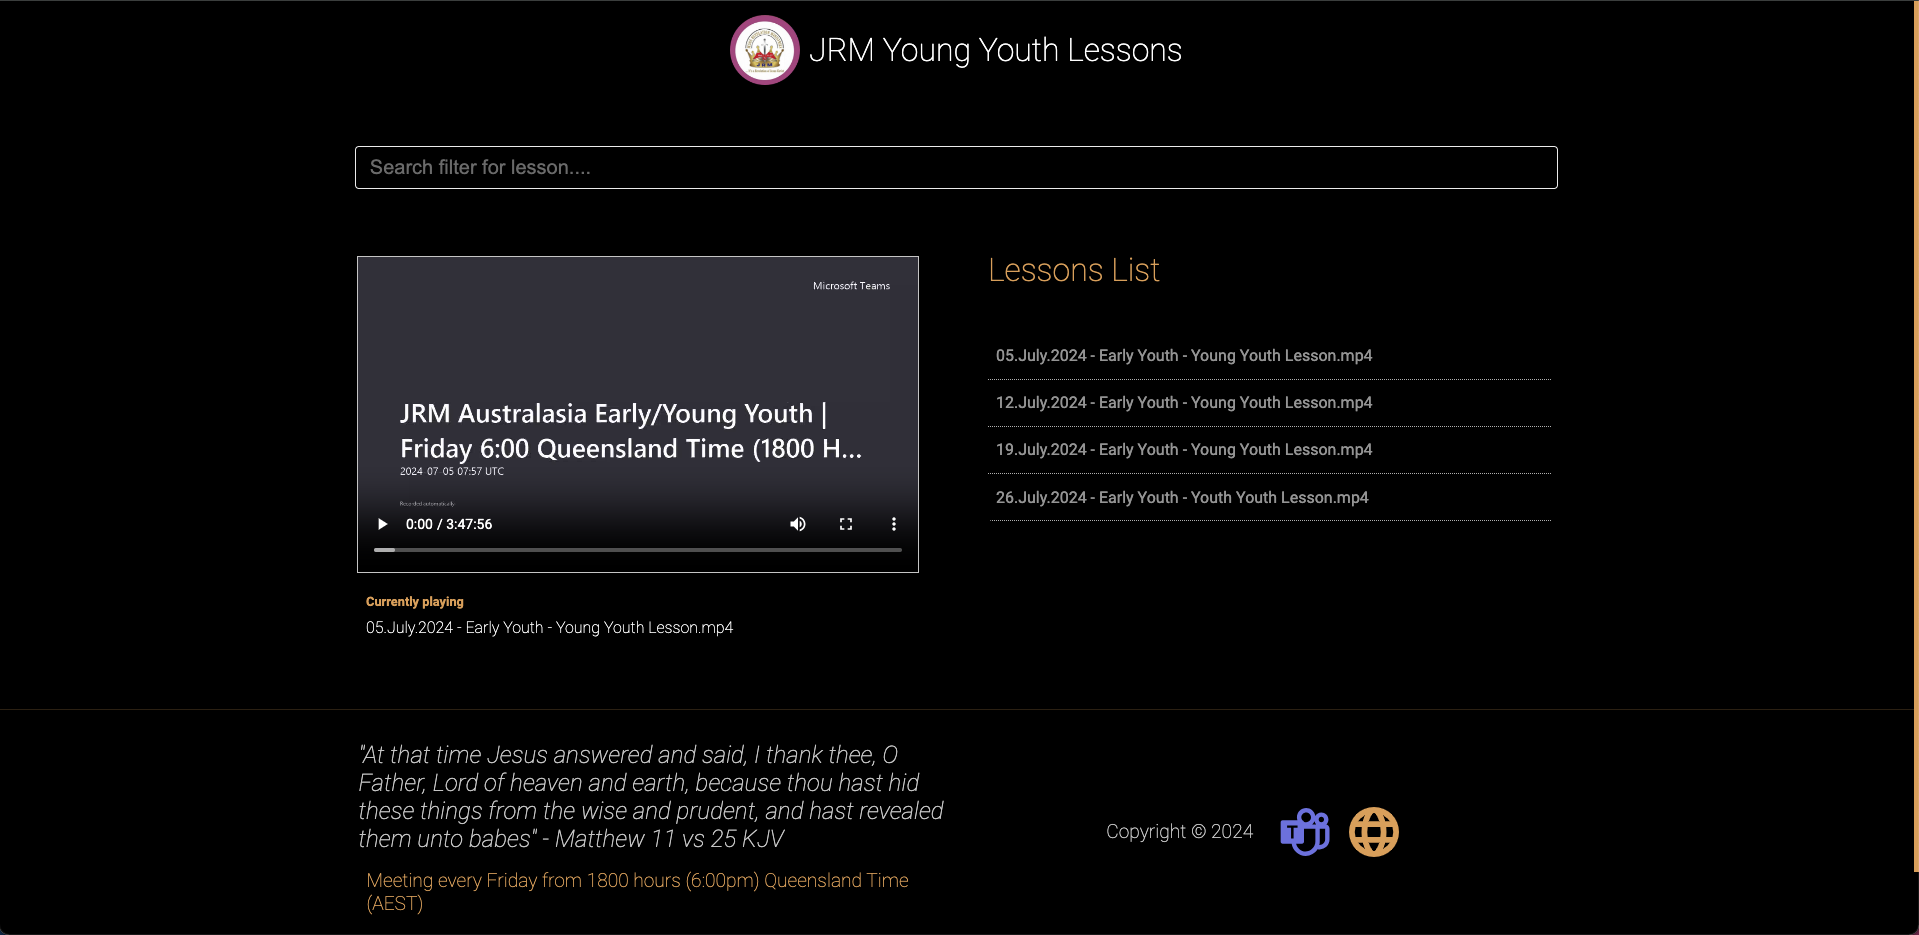 JRM Young Youth Lessons
Search filter for lesson....
Microsoft Teams
JRM Australasia Early/Young Youth |
Friday 6:00 Queensland Time (1800 H...
2024-07-05 07:57 UTC
Recorded automatically
0:00 / 3:47:56
Currently playing
05.July.2024 - Early Youth - Young Youth Lesson.mp4
Lessons List
05.July.2024 - Early Youth - Young Youth Lesson.mp4
12.July.2024 - Early Youth - Young Youth Lesson.mp4
19.July.2024 - Early Youth - Young Youth Lesson.mp4
26.July.2024 - Early Youth - Youth Youth Lesson.mp4
"At that time Jesus answered and said, I thank thee, O
Father, Lord of heaven and earth, because thou hast hid
these things from the wise and prudent, and hast revealed
them unto babes" - Matthew 11 vs 25 KJV
Meeting every Friday from 1800 hours (6:00pm) Queensland Time
(AEST)
Copyright © 2024
T